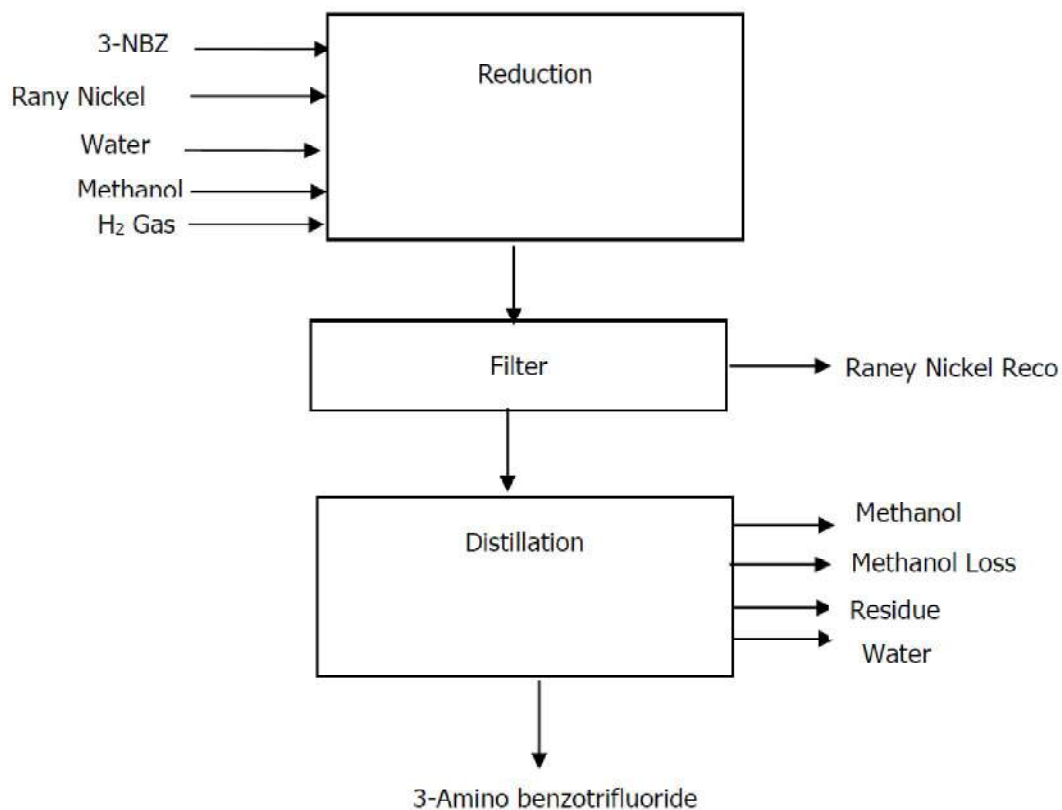 3-NBZ
Reduction
Rany Nickel
Water
Methanol
H₂ Gas
Filter
Raney Nickel Reco
Distillation
Methanol
Methanol Loss
Residue
Water
3-Amino benzotrifluoride